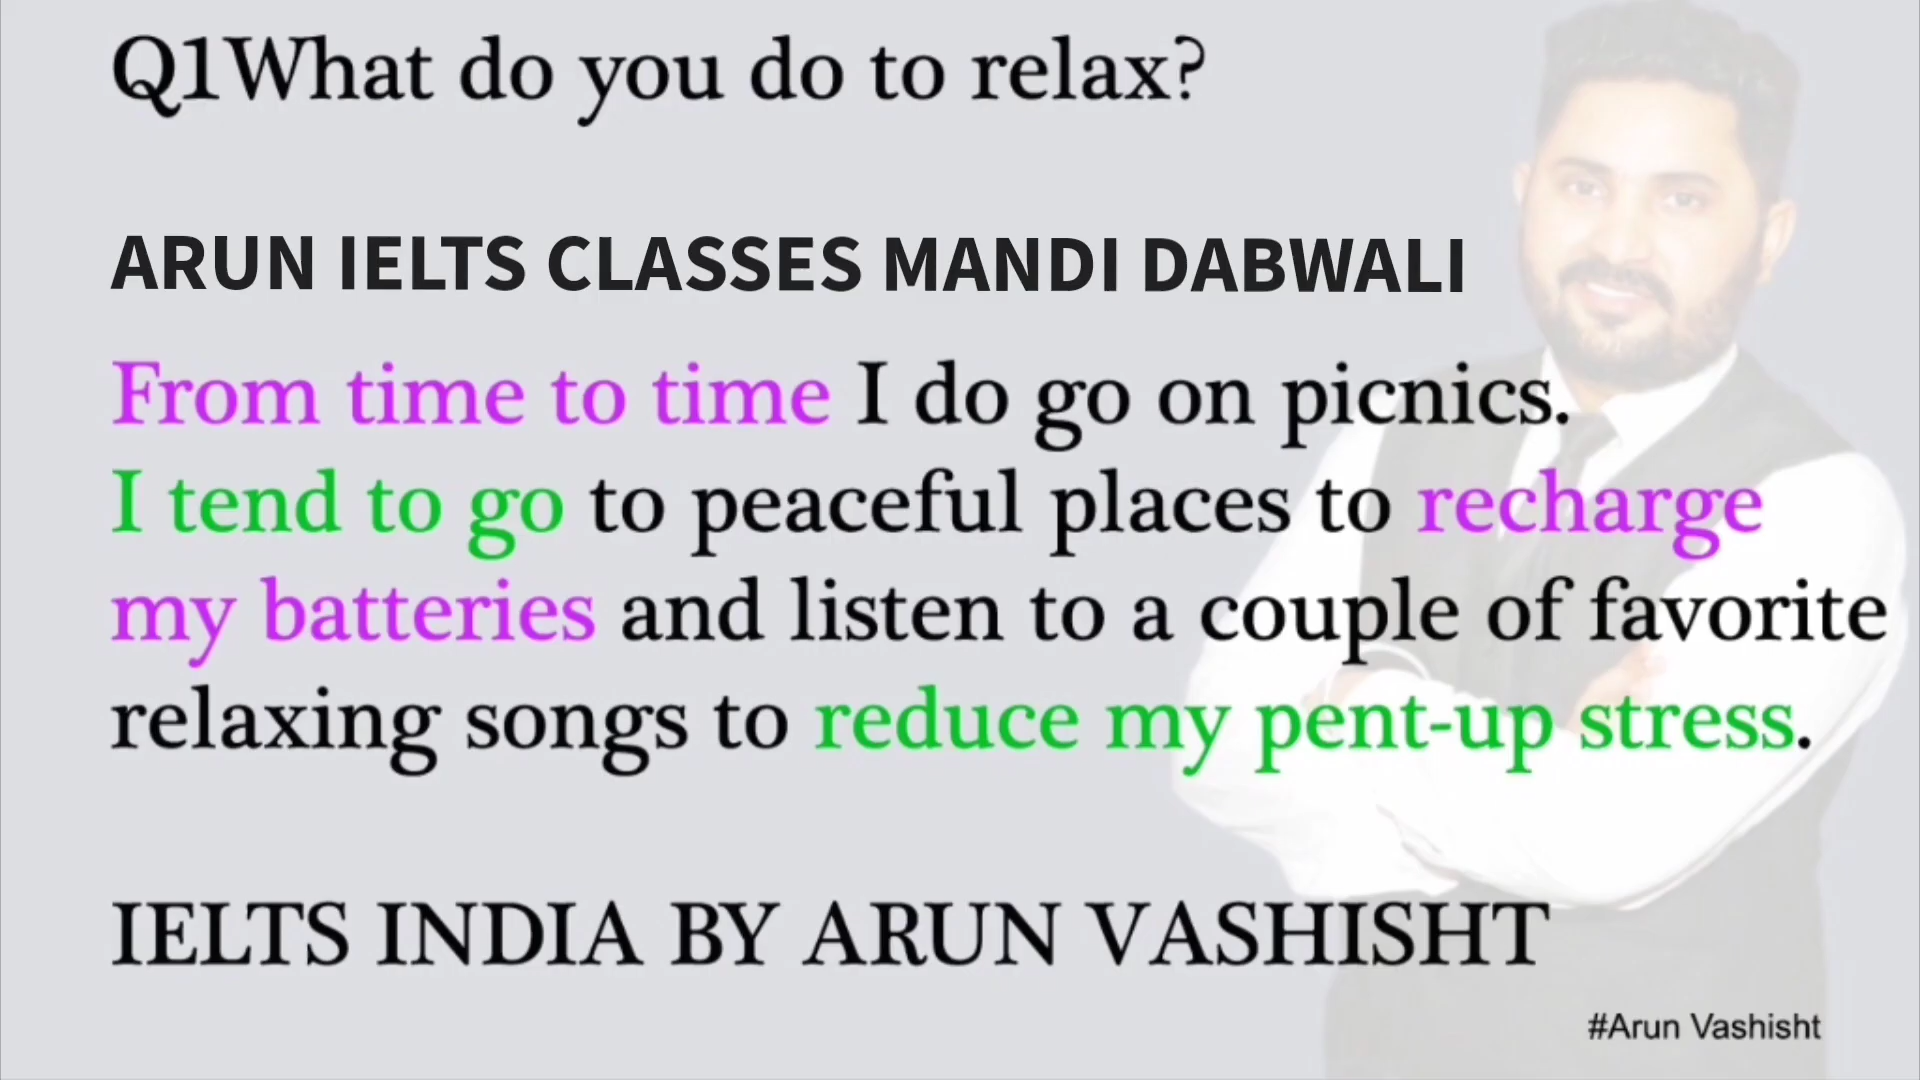 Q1What do you do to relax?
ARUN IELTS CLASSES MANDI DABWALI
From time to time I do go on picnics.
I tend to go to peaceful places to recharge
my batteries and listen to a couple of favorite
relaxing songs to reduce my pent-up stress.
IELTS INDIA BY ARUN VASHISHT
#Arun Vashisht